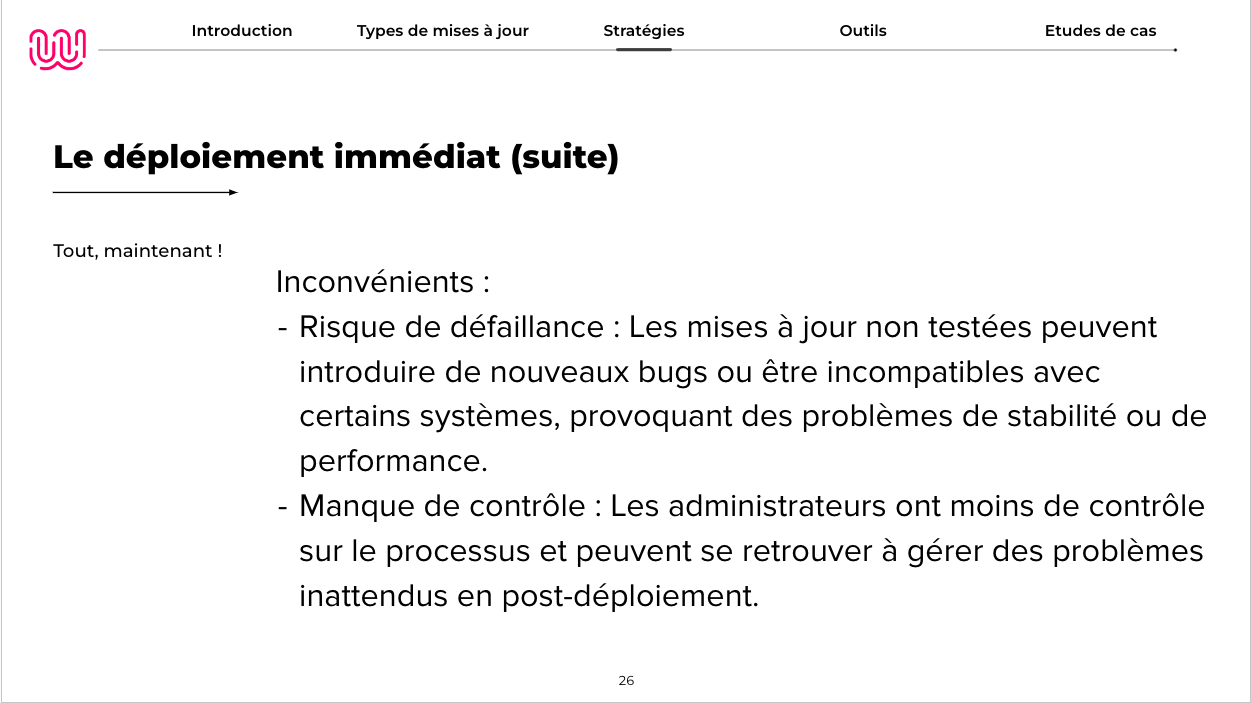 Introduction
Types de mises à jour
Stratégies
Outils
Etudes de cas
Le déploiement immédiat (suite)
Tout, maintenant !
Inconvénients :
- Risque de défaillance : Les mises à jour non testées peuvent
introduire de nouveaux bugs ou être incompatibles avec
certains systèmes, provoquant des problèmes de stabilité ou de
performance.
- Manque de contrôle : Les administrateurs ont moins de contrôle
sur le processus et peuvent se retrouver à gérer des problèmes
inattendus en post-déploiement.
26